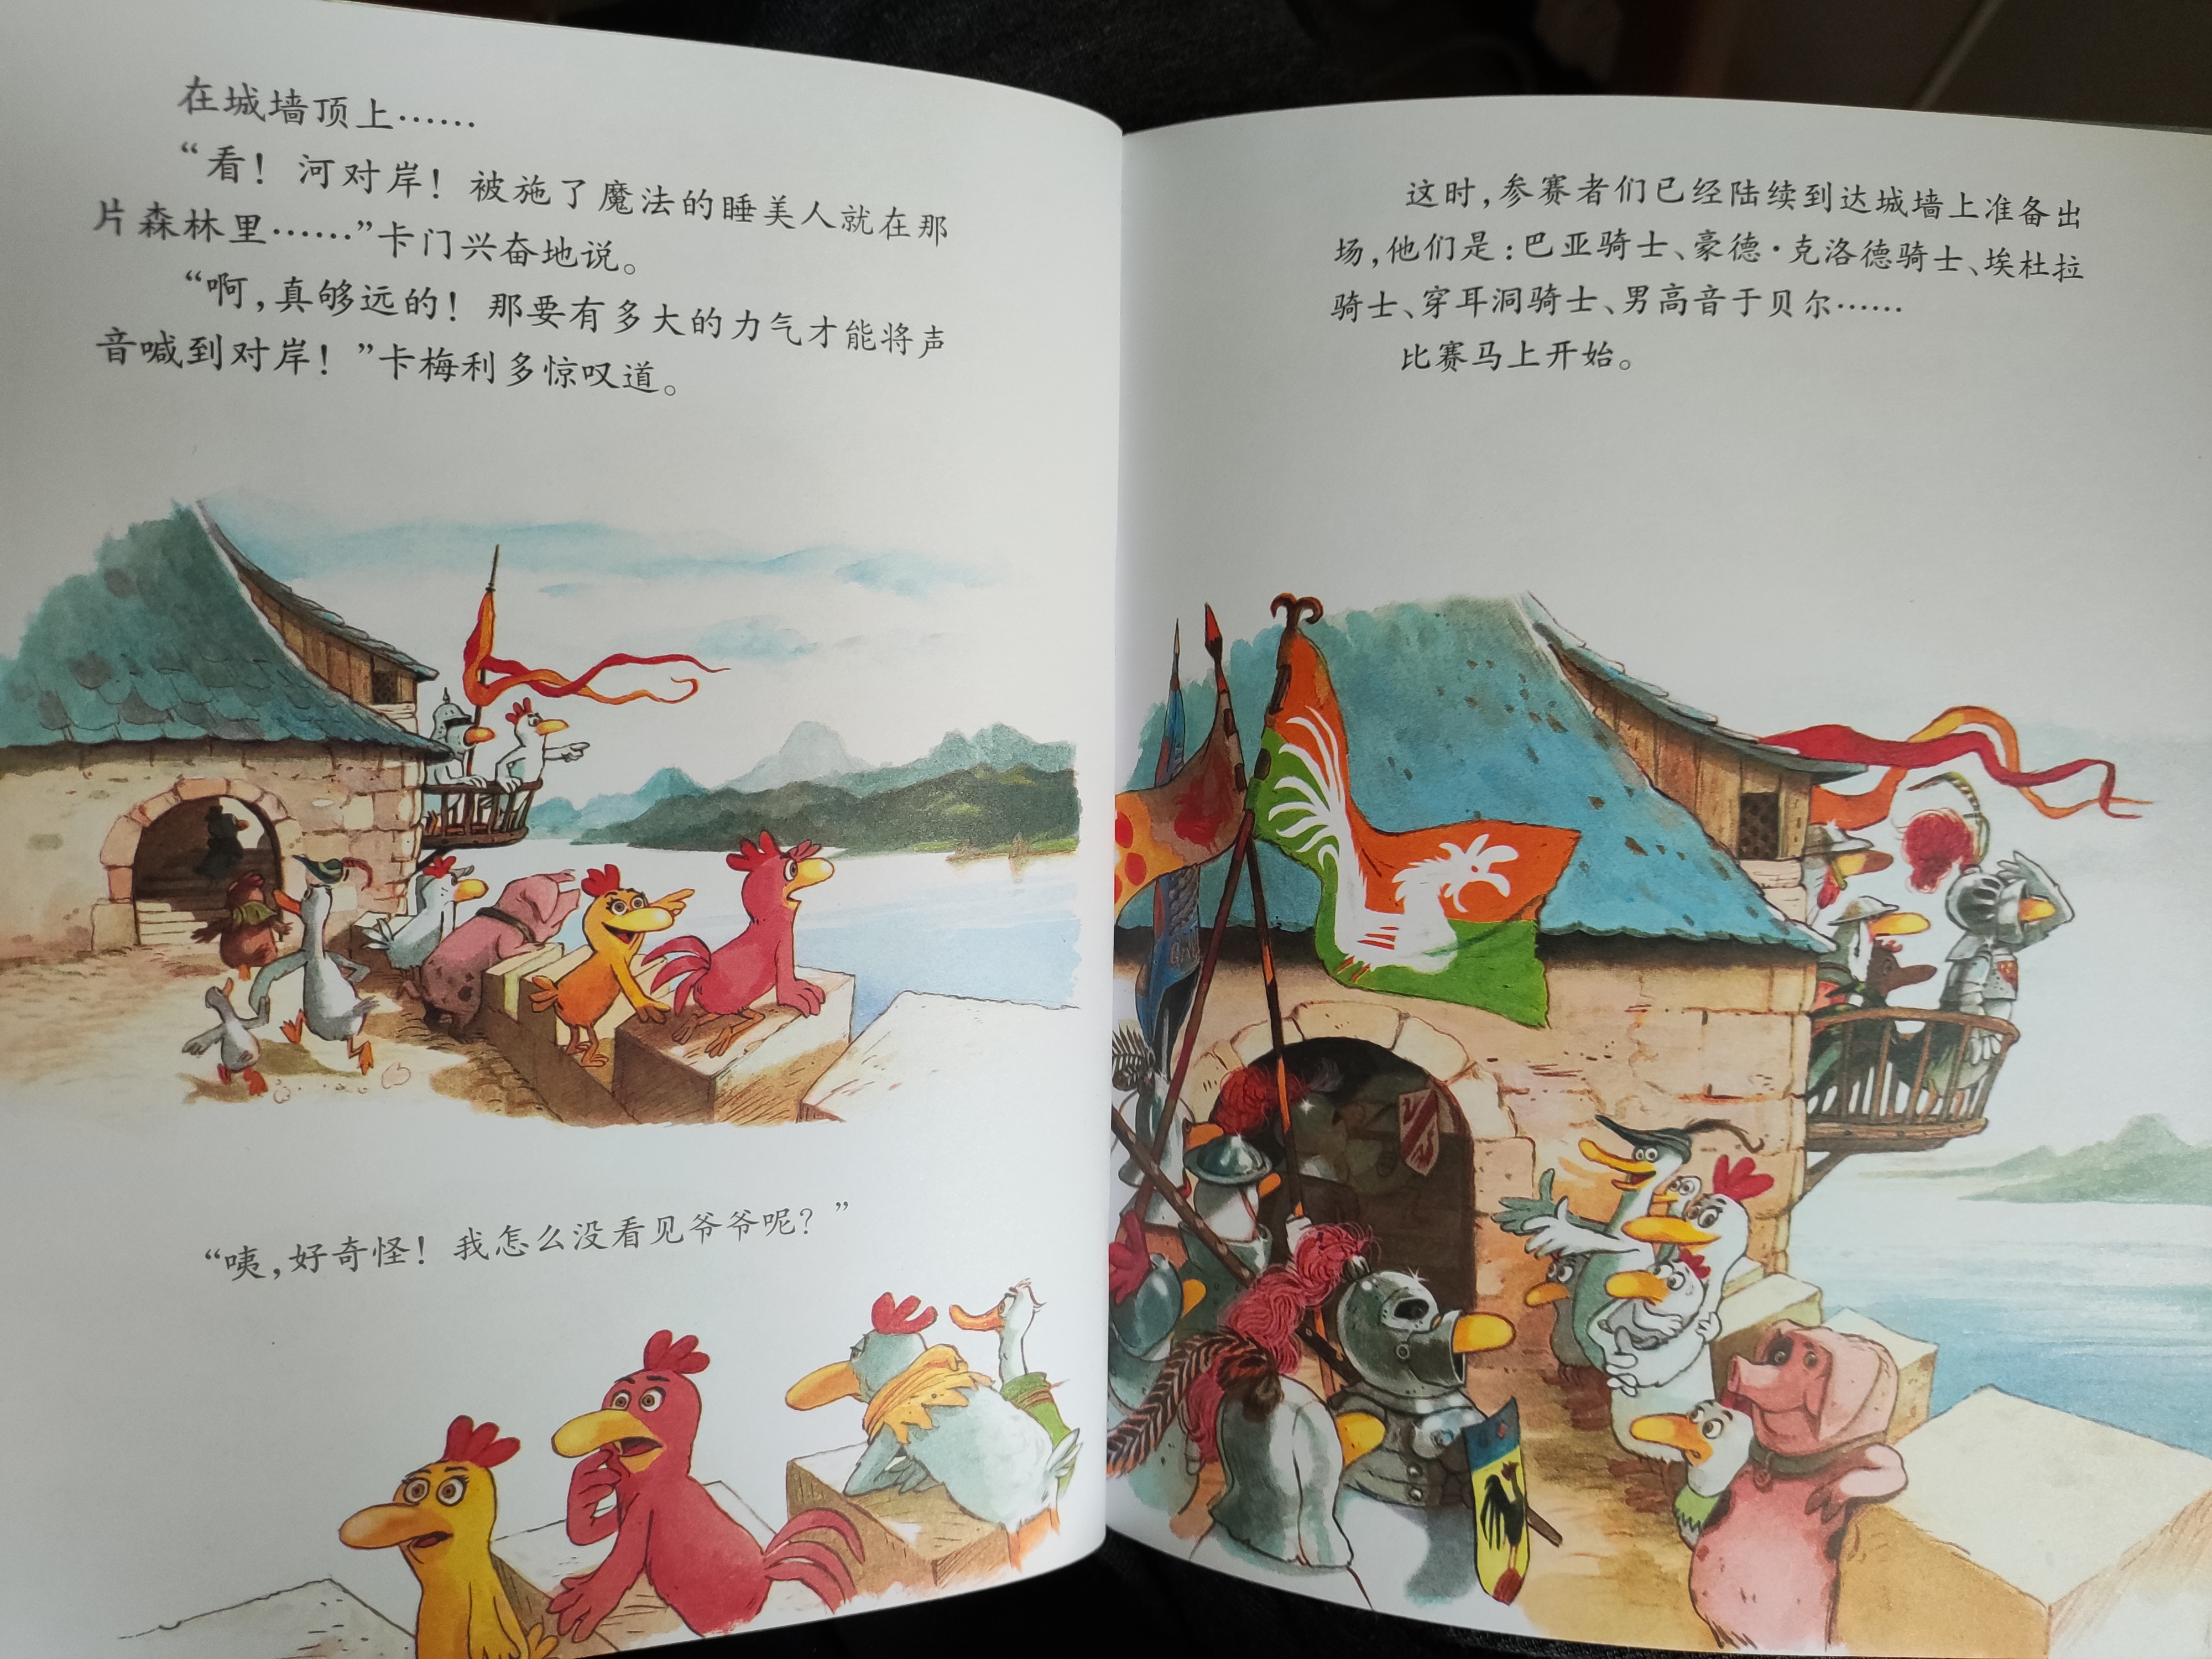 在城墙顶上……
“看！河对岸！被施了魔法的睡美人就在那
片森林里……”卡门兴奋地说。
“啊，真够远的！那要有多大的力气才能将声
音喊到对岸！”卡梅利多惊叹道。
“咦，好奇怪！我怎么没看见爷爷呢？”
这时，参赛者们已经陆续到达城墙上准备出
场，他们是：巴亚骑士、豪德·克洛德骑士、埃杜拉
骑士、穿耳洞骑士、男高音于贝尔……
比赛马上开始。